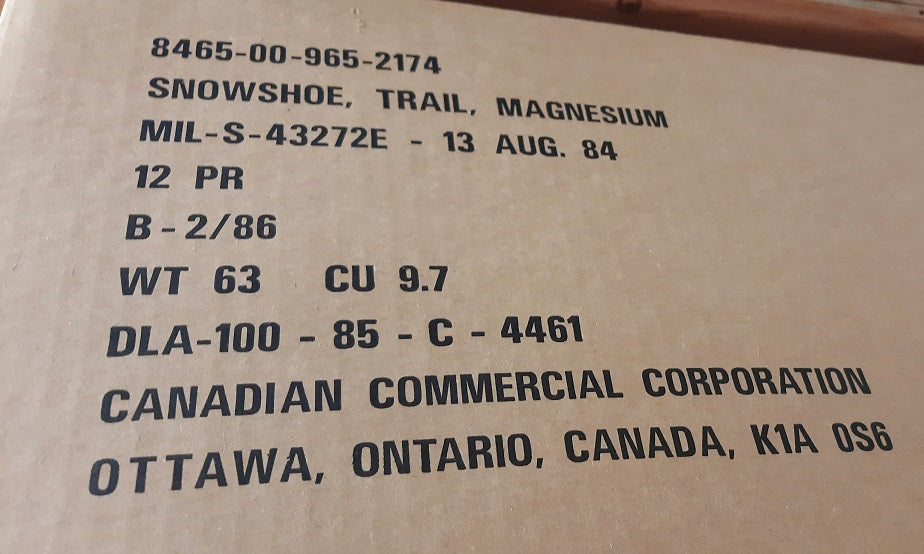 8465-00-965-2174
SNOWSHOE, TRAIL, MAGNESIUM
MIL-S-43272E - 13 AUG. 84
12 PR
B - 2/86
WT 63 CU 9.7
DLA-100 - 85 - C - 4461
CANADIAN COMMERCIAL CORPORATION
OTTAWA, ONTARIO, CANADA, K1A 0S6